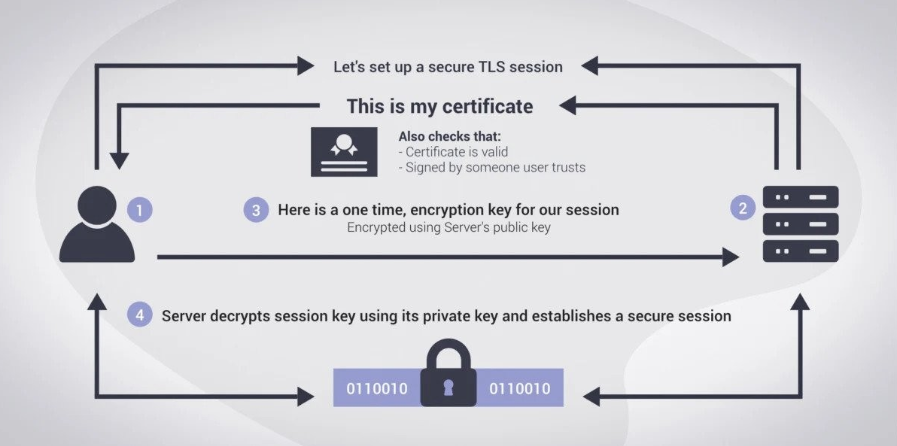 Let's set up a secure TLS session
This is my certificate
Also checks that:
- Certificate is valid
- Signed by someone user trusts
1
3 Here is a one time, encryption key for our session
2
Encrypted using Server's public key
4 Server decrypts session key using its private key and establishes a secure session
0110010 0110010